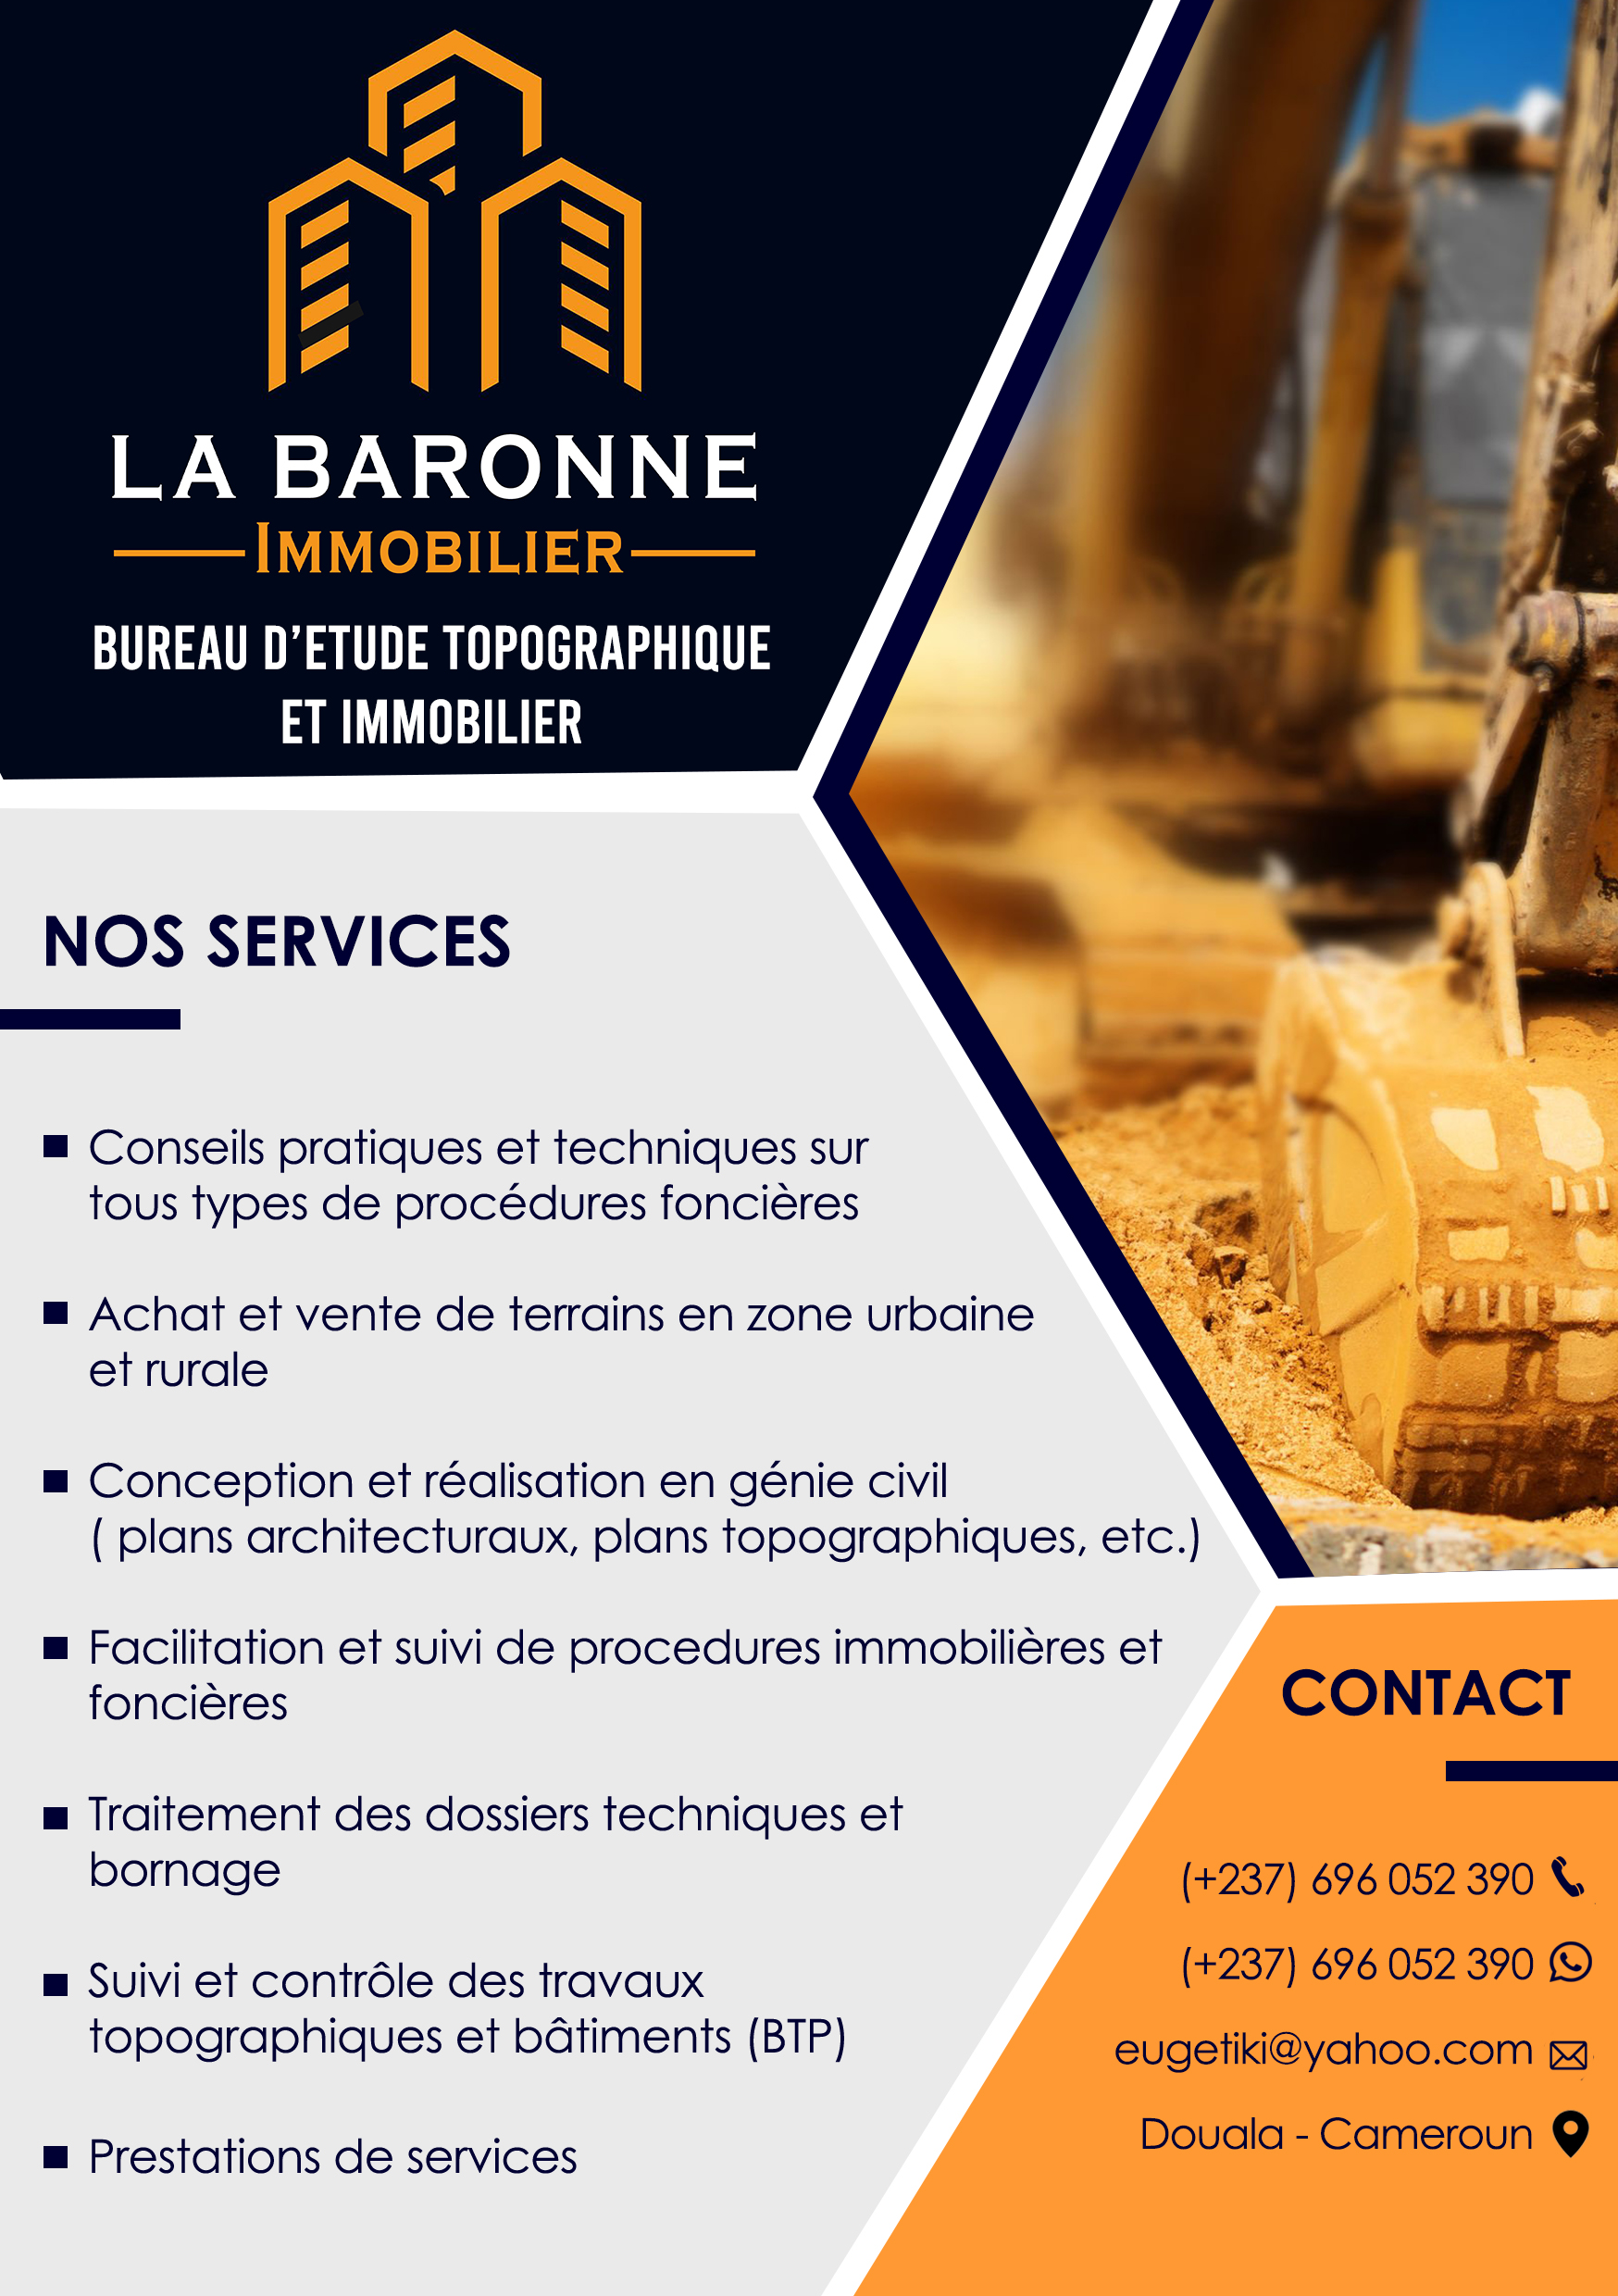 LA BARONNE
IMMOBILIER
BUREAU D'ETUDE TOPOGRAPHIQUE
ET IMMOBILIER
NOS SERVICES
Conseils pratiques et techniques sur
tous types de procédures foncières
Achat et vente de terrains en zone urbaine
et rurale
Conception et réalisation en génie civil
( plans architecturaux, plans topographiques, etc.)
Facilitation et suivi de procedures immobilières et
foncières
Traitement des dossiers techniques et
bornage
Suivi et contrôle des travaux
topographiques et bâtiments (BTP)
Prestations de services
CONTACT
(+237) 696 052 390
(+237) 696 052 390
eugetiki@yahoo.com
Douala - Cameroun